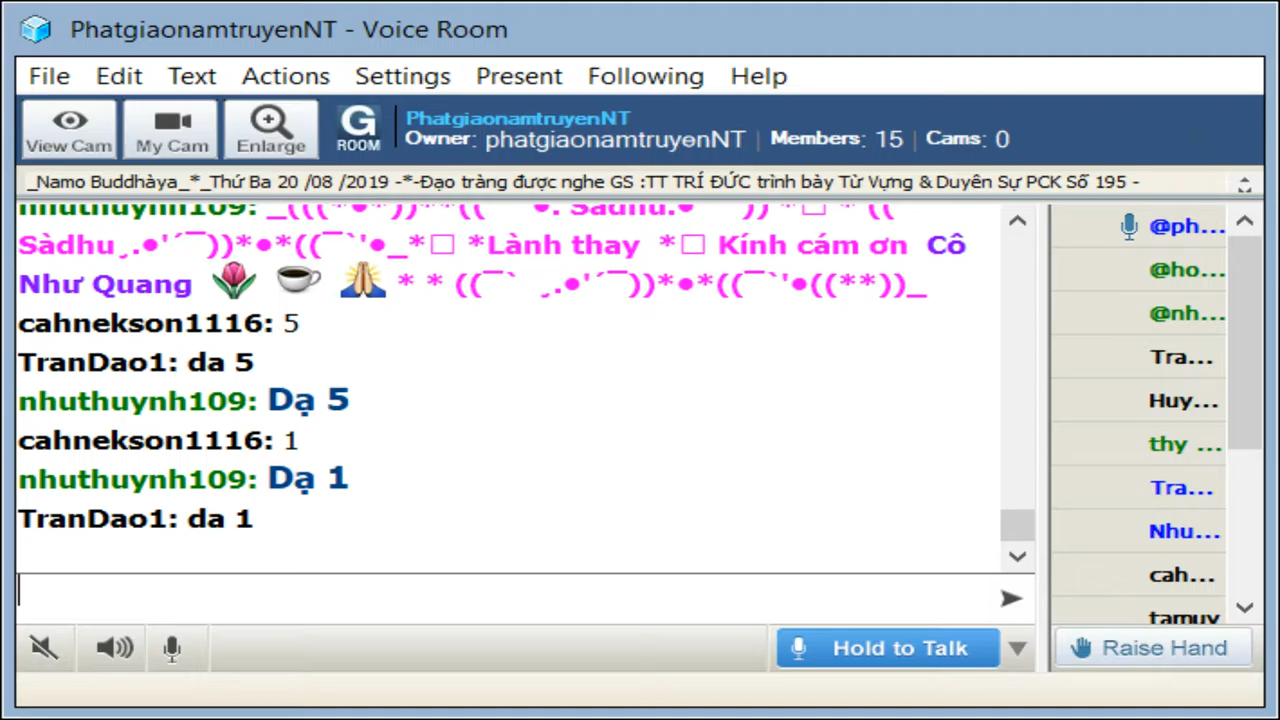 PhatgiaonamtruyenNT - Voice Room
File Edit Text Actions Settings Present Following Help
View Cam My Cam Enlarge G ROOM
PhatgiaonamtruyenNT
Owner: phatgiaonamtruyenNT | Members: 15 | Cams: 0
_Namo Buddhàya_*_Thứ Ba 20 /08 /2019 -*-Đạo tràng được nghe GS :TT TRÍ ĐỨC trình bày Từ Vựng & Duyên Sự PCK Số 195 -
nhuthuynh109: _(((*•*))**((¯ ¯•. Sàdhu.•¯ ¯)) *□ * ((
Sàdhu¸.•'´¯))*•*((¯`'•_*□ *Lành thay *□ Kính cám ơn Cô
Như Quang 🌷 ☕ 🙏 * * ((¯` ¸.•'´¯))*•*((¯`'•((**))_
cahnekson1116: 5
TranDao1: da 5
nhuthuynh109: Dạ 5
cahnekson1116: 1
nhuthuynh109: Dạ 1
TranDao1: da 1
@ph...
@ho...
@nh...
Tra...
Huy...
thy ...
Tra...
Nhu...
cah...
tamuy
Hold to Talk
Raise Hand